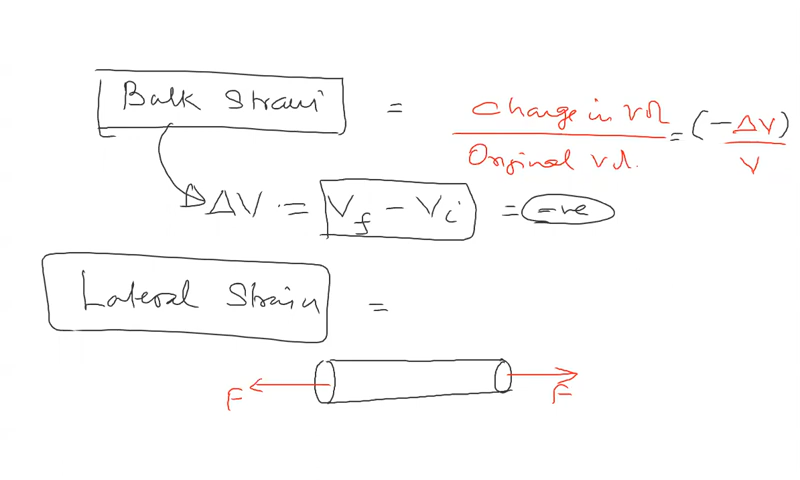 Bulk Strain = Change in vol / Original vol. = (-ΔV/V)
ΔV = Vf - Vi = -ve
Lateral Strain =
F F